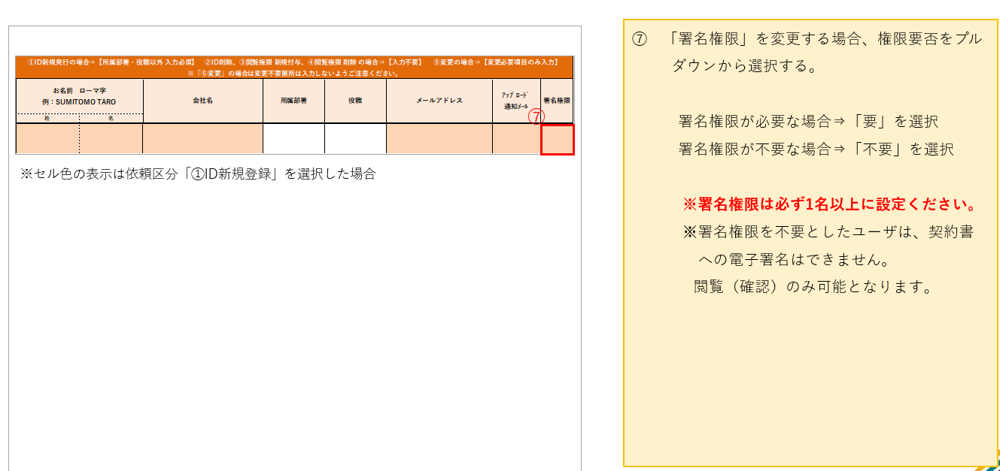 ①ID新規発行の場合⇒【所属部署・役職以外 入力必須】 ②ID削除、③閲覧権限 新規付与、④閲覧権限 削除 の場合⇒【入力不要】 ⑤変更の場合⇒【変更必要項目のみ入力】
※「⑤変更」の場合は変更不要箇所は入力しないようご注意ください。
お名前 ローマ字
例：SUMITOMO TARO
姓 名
会社名
所属部署
役職
メールアドレス
ｱｯﾌﾟﾛｰﾄﾞ
通知ﾒｰﾙ
署名権限
⑦
※セル色の表示は依頼区分「①ID新規登録」を選択した場合
⑦ 「署名権限」を変更する場合、権限要否をプル
ダウンから選択する。
署名権限が必要な場合⇒「要」を選択
署名権限が不要な場合⇒「不要」を選択
※署名権限は必ず1名以上に設定ください。
※署名権限を不要としたユーザは、契約書
への電子署名はできません。
閲覧（確認）のみ可能となります。